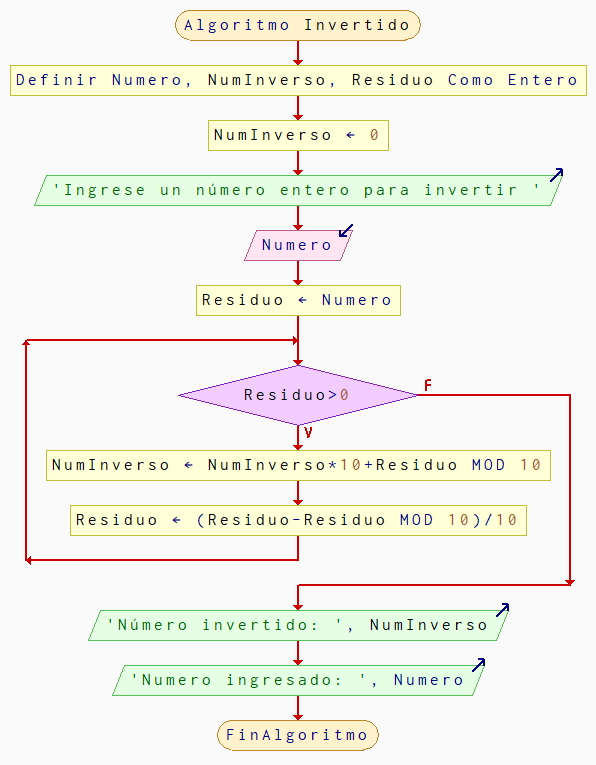 Algoritmo Invertido
Definir Numero, NumInverso, Residuo Como Entero
NumInverso ← 0
'Ingrese un número entero para invertir '
Numero
Residuo ← Numero
Residuo>0
F
V
NumInverso ← NumInverso*10+Residuo MOD 10
Residuo ← (Residuo-Residuo MOD 10)/10
'Número invertido: ', NumInverso
'Numero ingresado: ', Numero
FinAlgoritmo